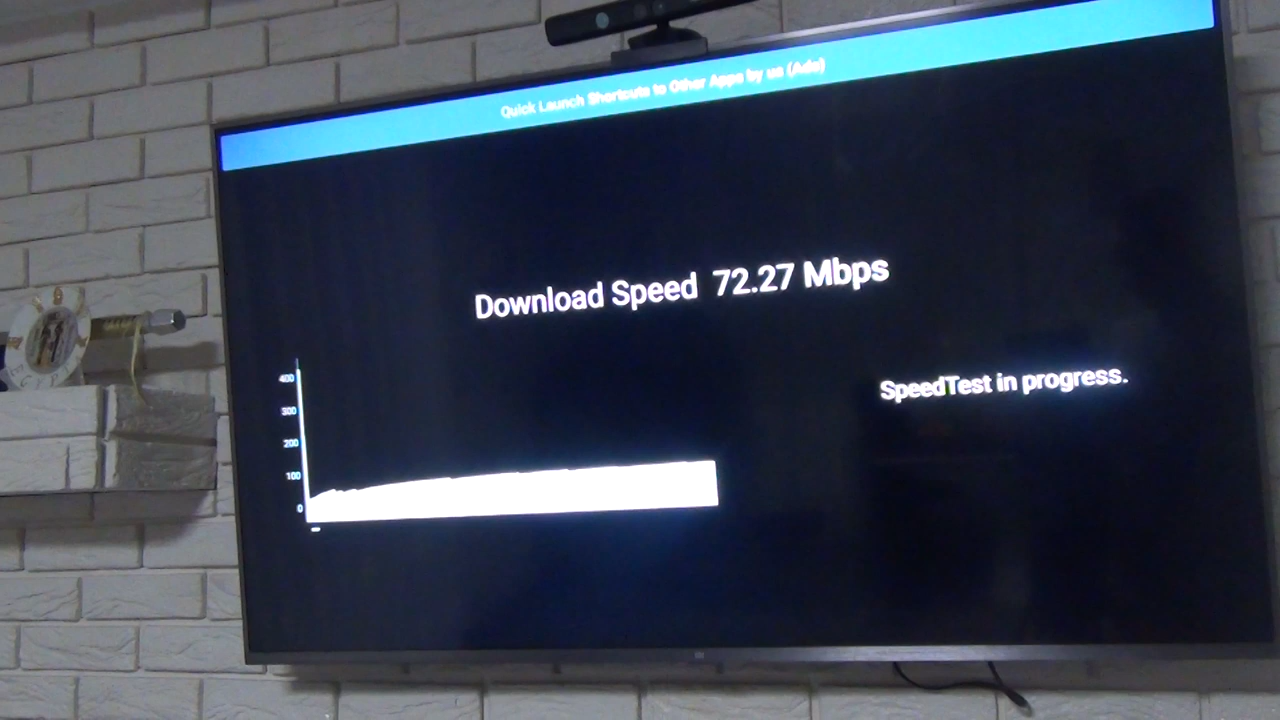 Quick Launch Shortcuts to Other Apps by us (Ads)
Download Speed 72.27 Mbps
SpeedTest in progress.
400
300
200
100
0
EGYPT